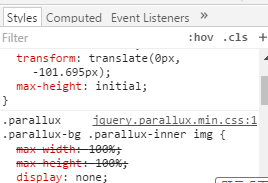 Styles Computed Event Listeners »
Filter :hov .cls +
transform: translate(0px,
-101.695px);
max-height: initial;
}
.parallux jquery.parallux.min.css:1
.parallux-bg .parallux-inner img {
max-width: 100%;
max-height: 100%;
display: none;